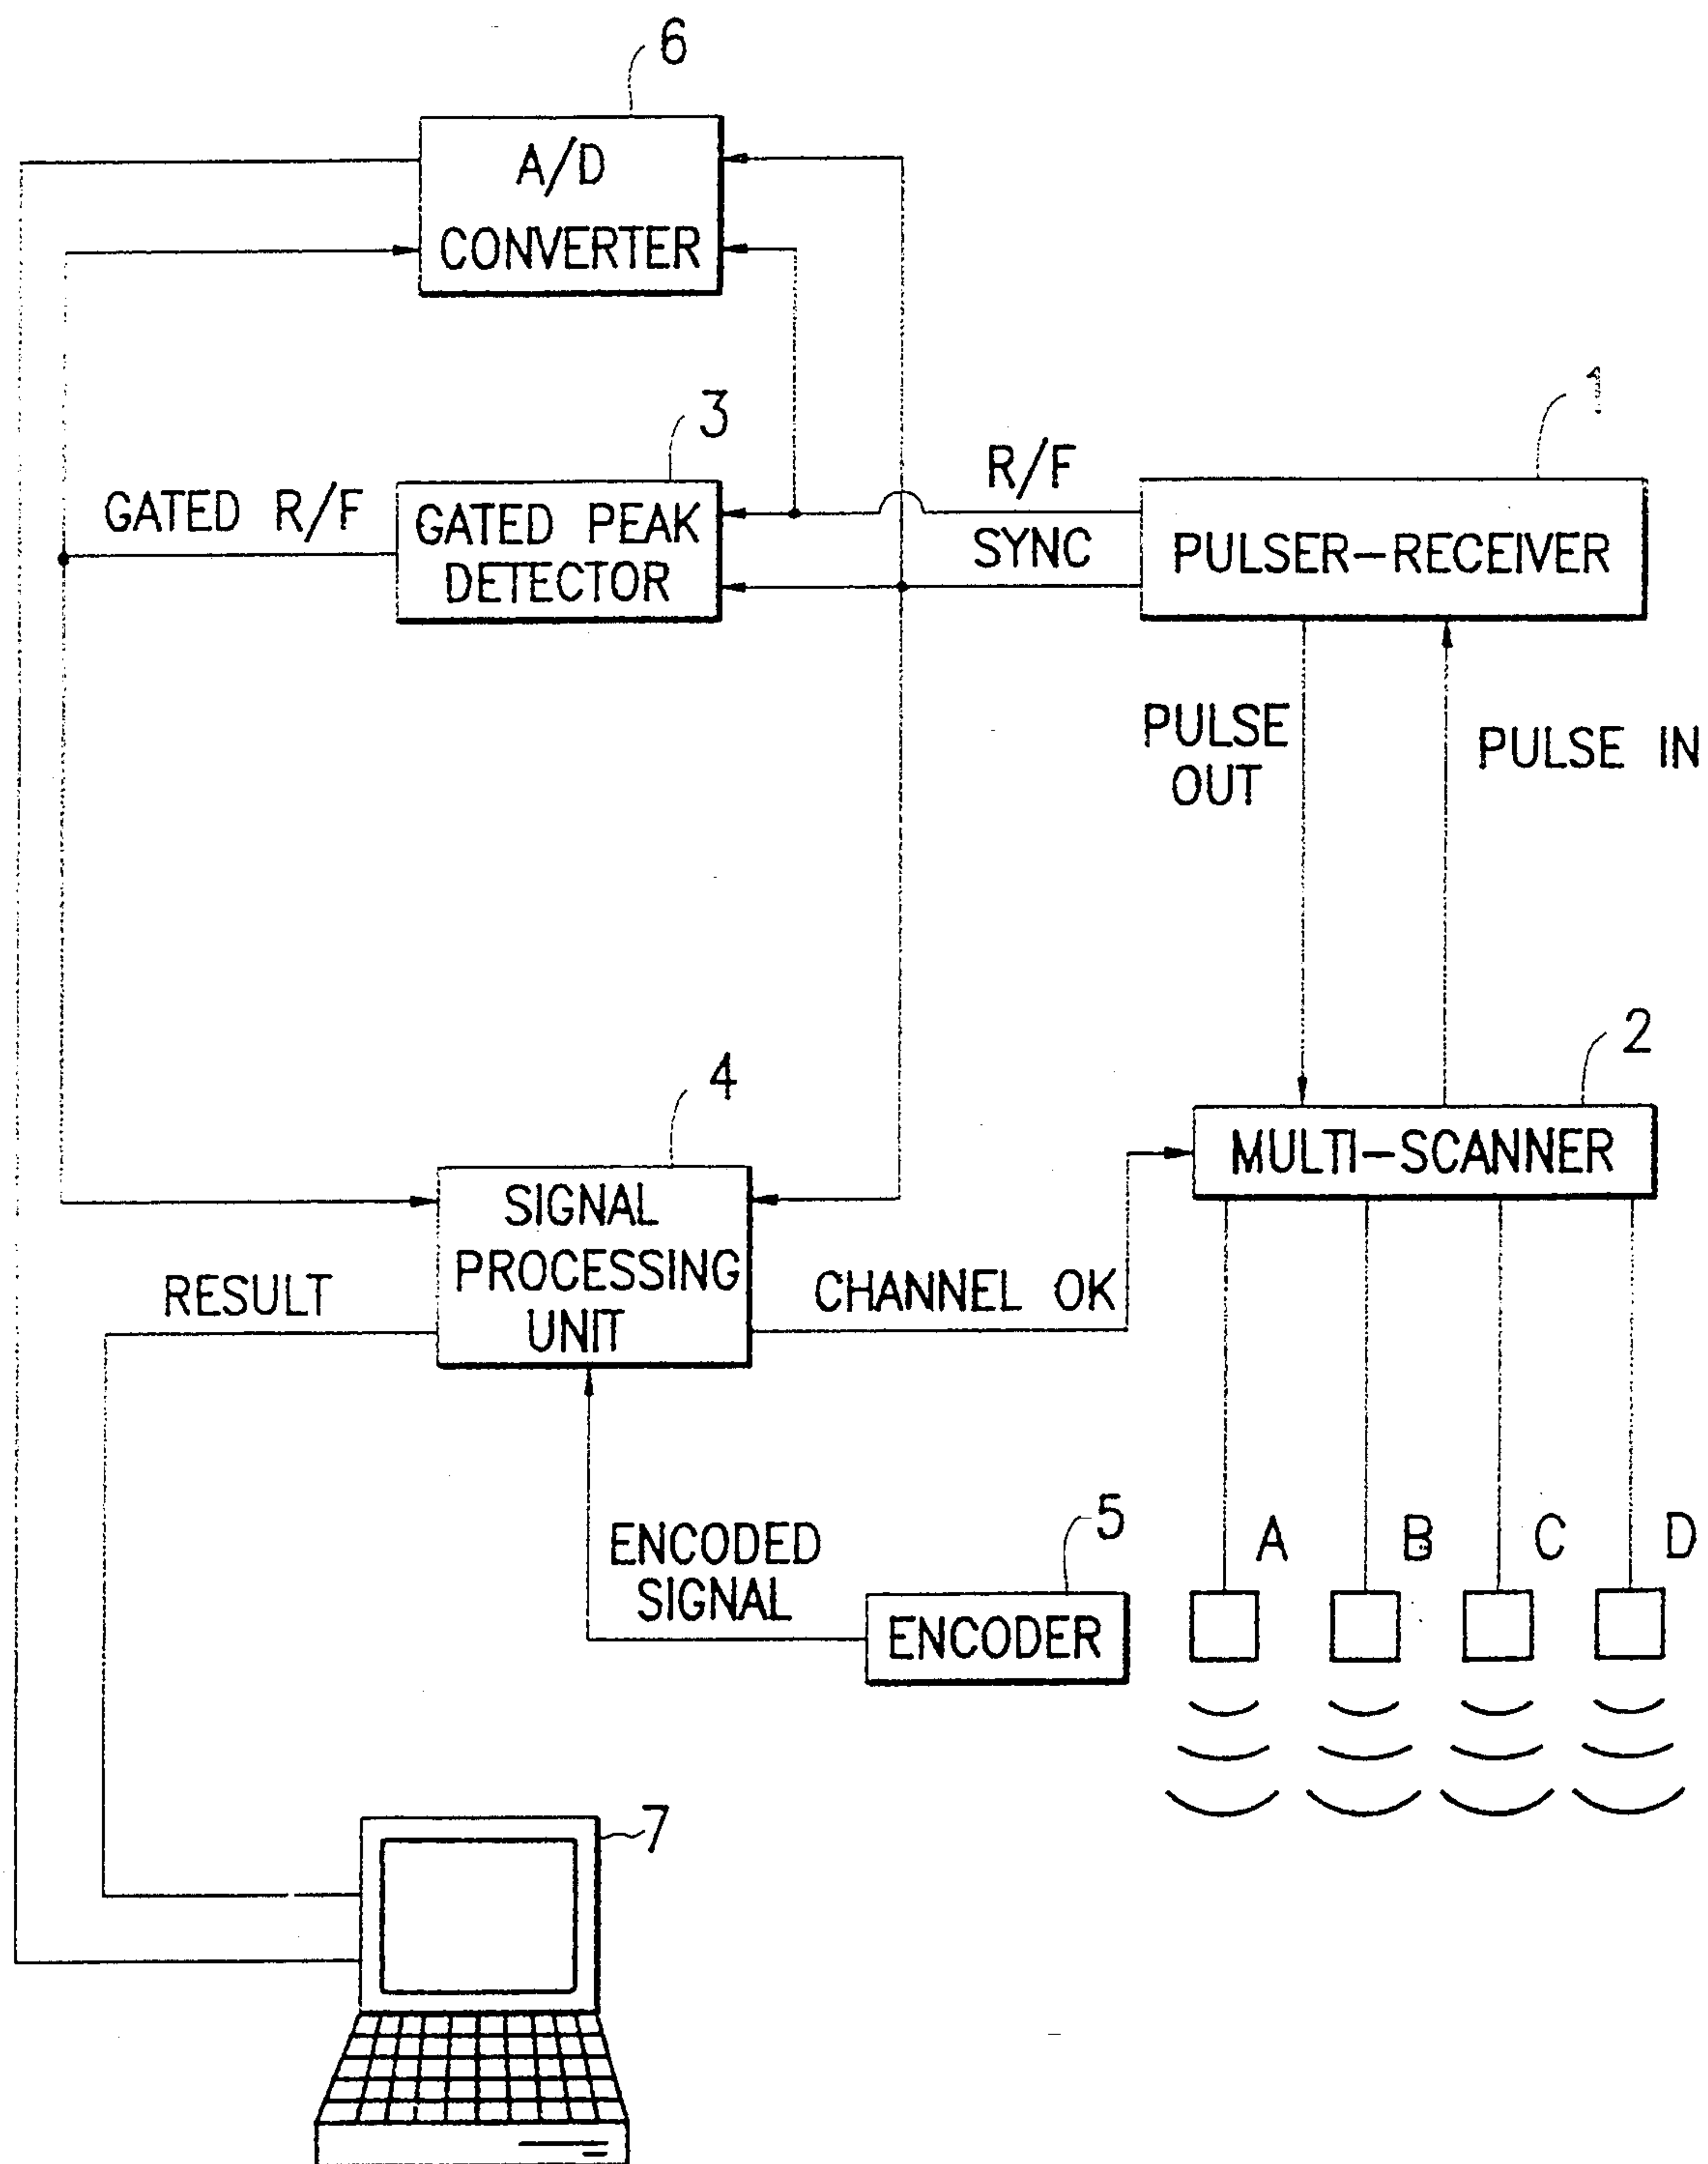 6
A/D
CONVERTER
1
3
R/F
GATED R/F
GATED PEAK
DETECTOR
SYNC
PULSER-RECEIVER
PULSE
OUT
PULSE IN
2
4
MULTI-SCANNER
SIGNAL
PROCESSING
UNIT
RESULT
CHANNEL OK
5
ENCODED
SIGNAL
A B C D
ENCODER
7